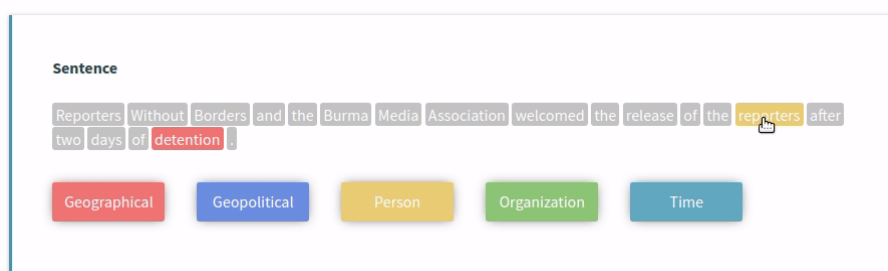 Sentence
Reporters Without Borders and the Burma Media Association welcomed the release of the reporters after
two days of detention .
Geographical Geopolitical Person Organization Time